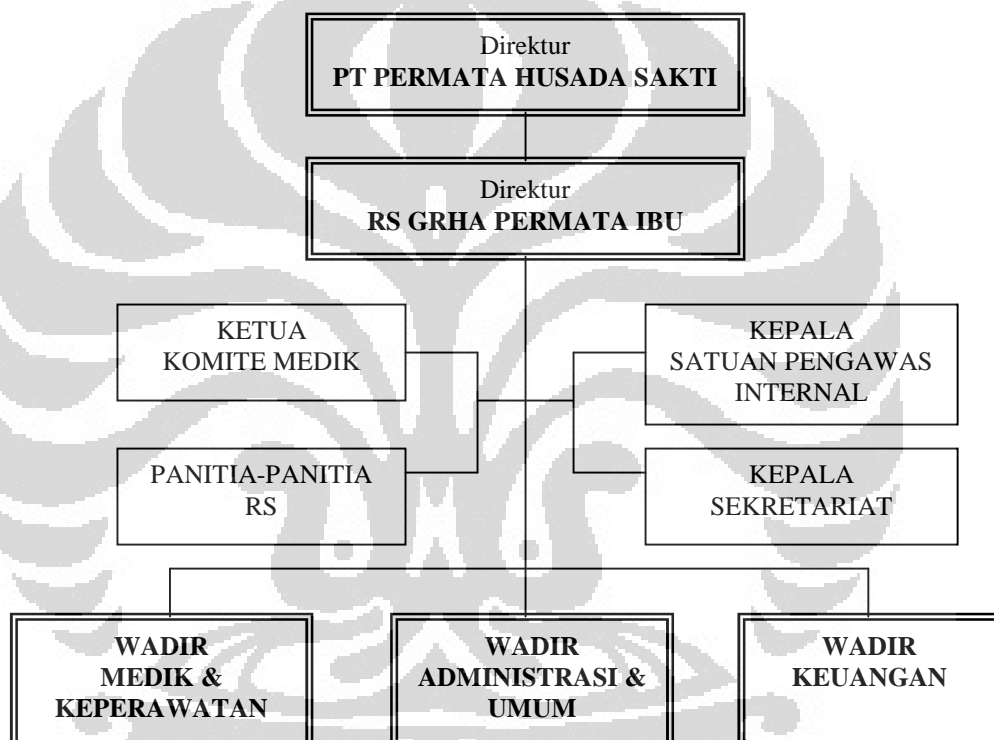 Direktur
PT PERMATA HUSADA SAKTI
Direktur
RS GRHA PERMATA IBU
KETUA
KOMITE MEDIK
KEPALA
SATUAN PENGAWAS
INTERNAL
PANITIA-PANITIA
RS
KEPALA
SEKRETARIAT
WADIR
MEDIK &
KEPERAWATAN
WADIR
ADMINISTRASI &
UMUM
WADIR
KEUANGAN